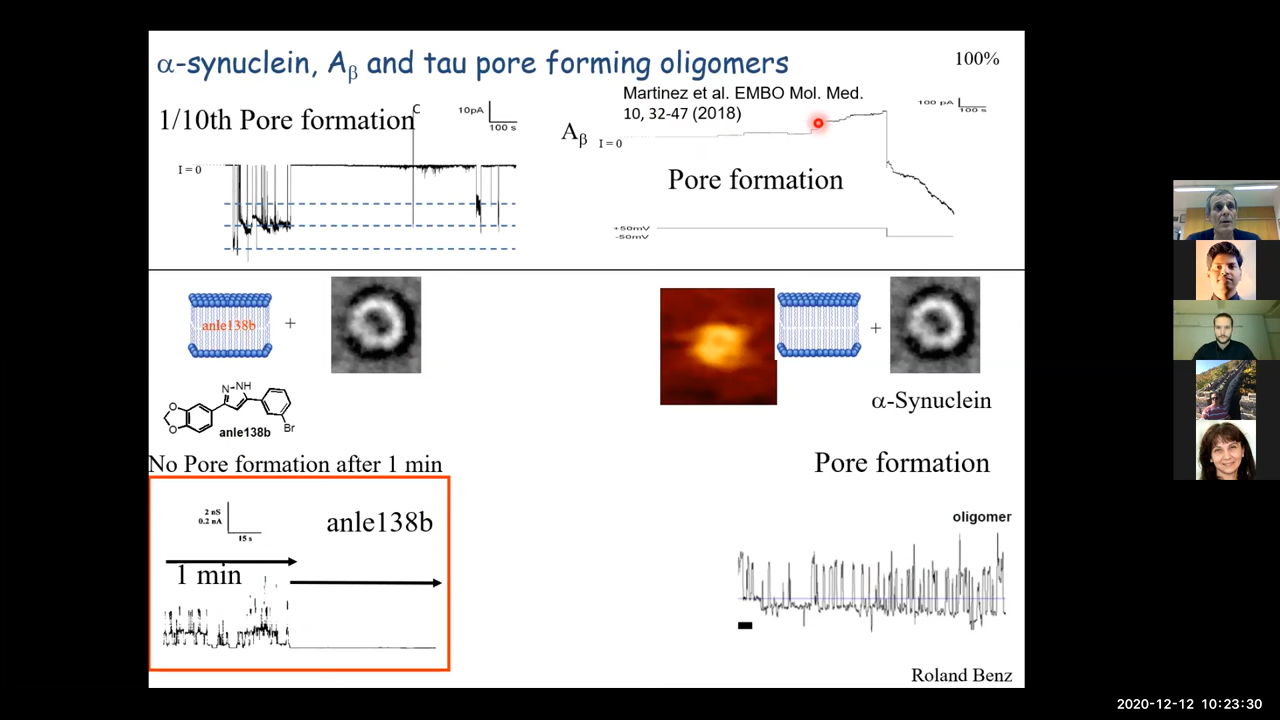 α-synuclein, Aβ and tau pore forming oligomers
100%
Martinez et al. EMBO Mol. Med.
10, 32-47 (2018)
1/10th Pore formation
C
10pA
100 s
100 pA
100 s
Aβ
I = 0
I = 0
Pore formation
+50mV
-50mV
anle138b
+
+
N
NH
O
O
Br
anle138b
α-Synuclein
No Pore formation after 1 min
Pore formation
2 nS
0.2 nA
15 s
anle138b
oligomer
1 min
Roland Benz
2020-12-12 10:23:30